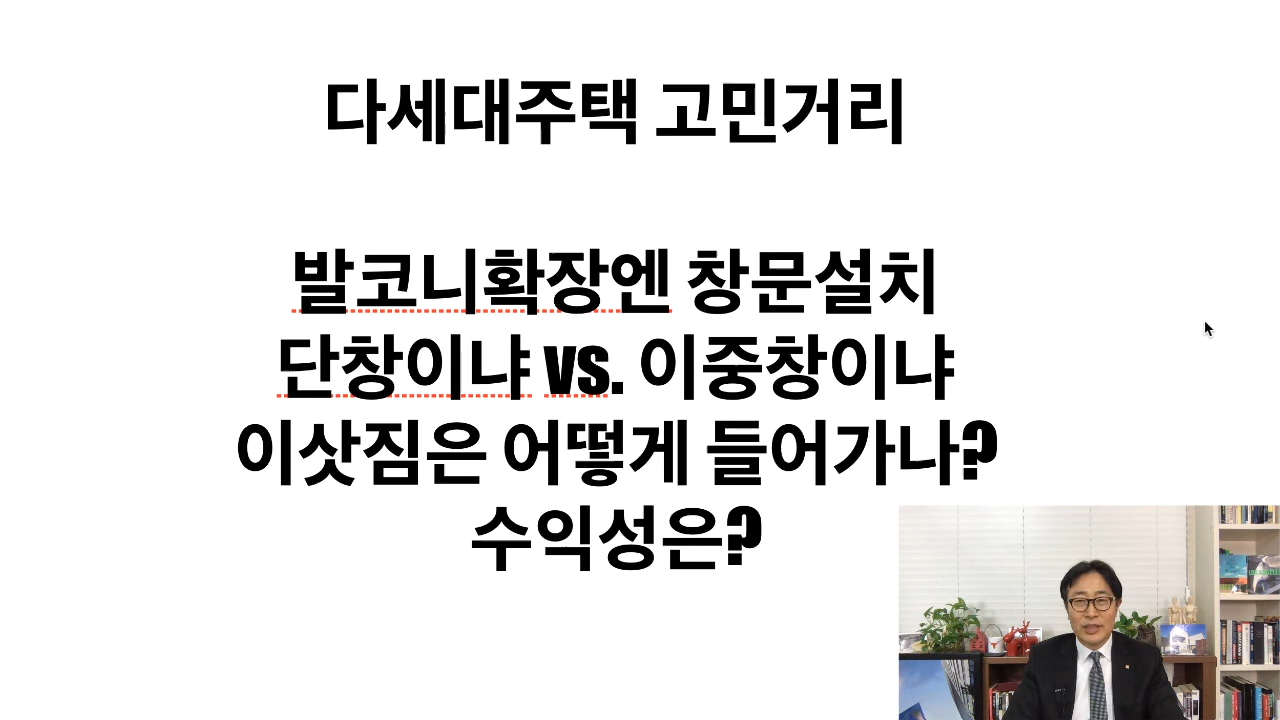 다세대주택 고민거리
발코니확장엔 창문설치
단창이냐 vs. 이중창이냐
이삿짐은 어떻게 들어가나?
수익성은?